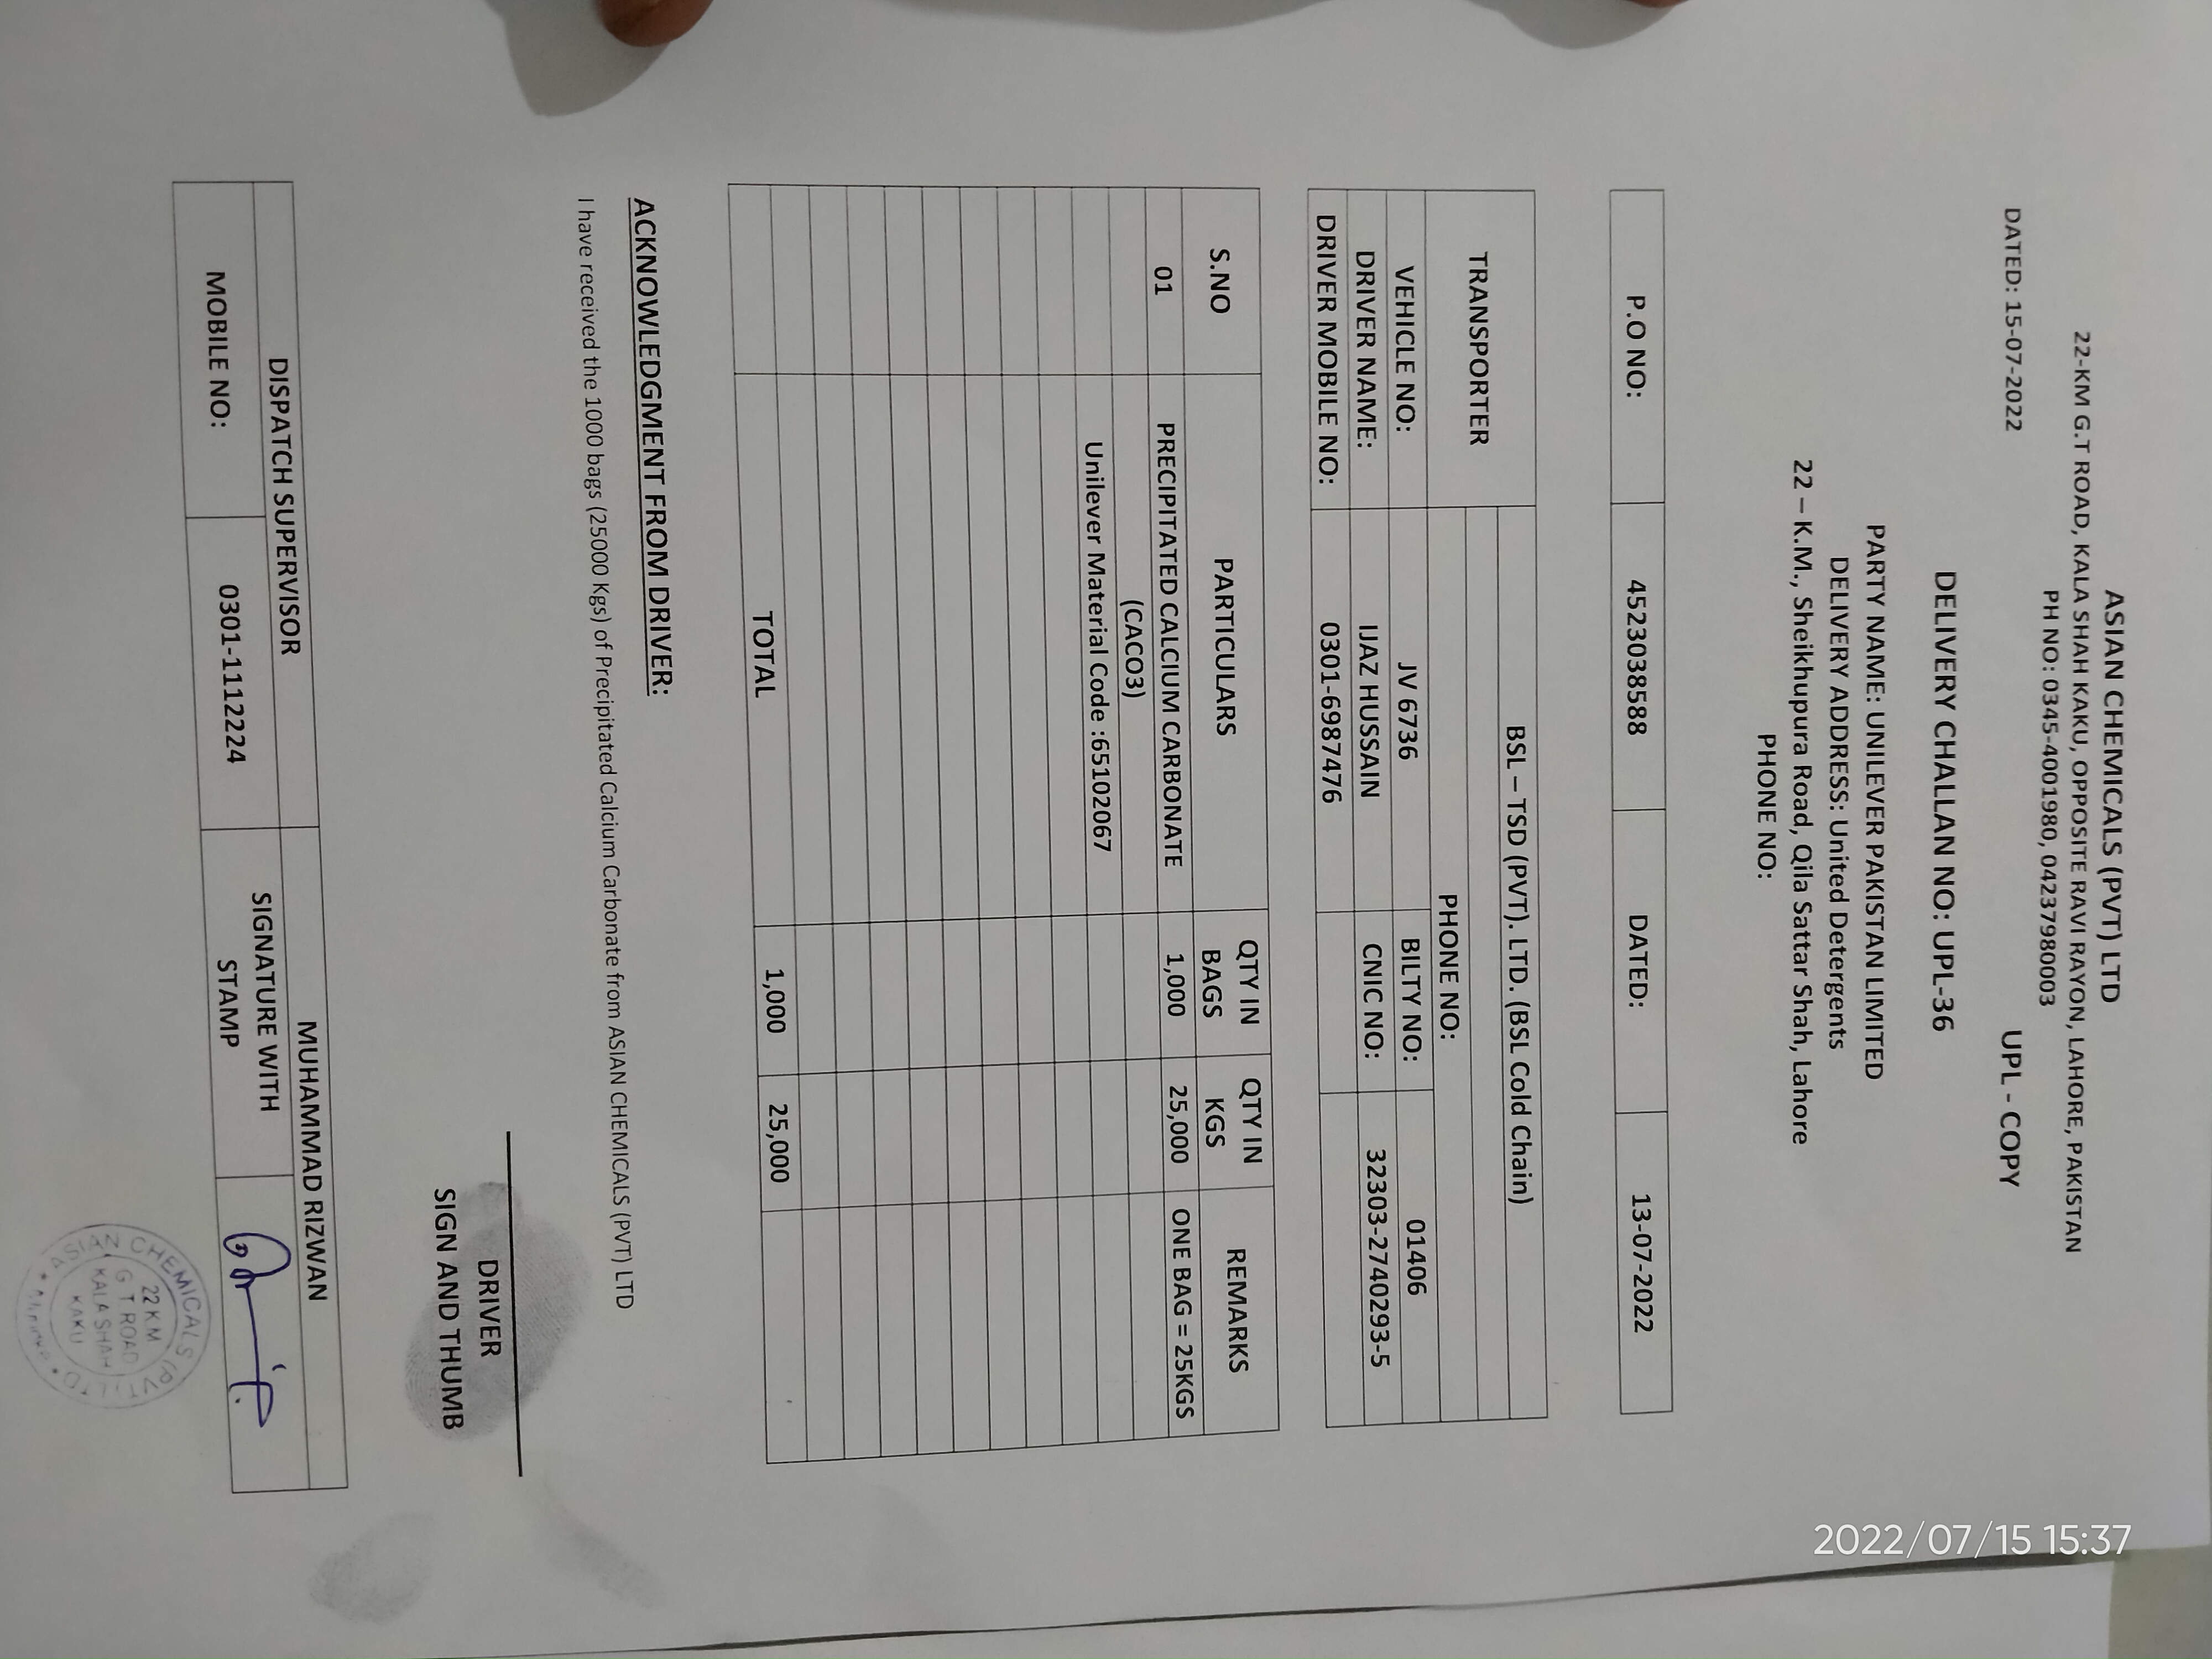 ASIAN CHEMICALS (PVT) LTD
22-KM G.T ROAD, KALA SHAH KAKU, OPPOSITE RAVI RAYON, LAHORE, PAKISTAN
PH NO: 0345-4001980, 04237980003
DATED: 15-07-2022 UPL - COPY
2022/07/15 15:37
DELIVERY CHALLAN NO: UPL-36
PARTY NAME: UNILEVER PAKISTAN LIMITED
DELIVERY ADDRESS: United Detergents
22 – K.M., Sheikhupura Road, Qila Sattar Shah, Lahore
PHONE NO:
P.O NO: 4523038588 DATED: 13-07-2022
TRANSPORTER BSL – TSD (PVT). LTD. (BSL Cold Chain)
PHONE NO:
VEHICLE NO: JV 6736 BILTY NO: 01406
DRIVER NAME: IJAZ HUSSAIN CNIC NO: 32303-2740293-5
DRIVER MOBILE NO: 0301-6987476
S.NO PARTICULARS QTY IN BAGS QTY IN KGS REMARKS
01 PRECIPITATED CALCIUM CARBONATE 1,000 25,000 ONE BAG = 25KGS
(CACO3)
Unilever Material Code :65102067
TOTAL 1,000 25,000
ACKNOWLEDGMENT FROM DRIVER:
I have received the 1000 bags (25000 Kgs) of Precipitated Calcium Carbonate from ASIAN CHEMICALS (PVT) LTD
DRIVER
SIGN AND THUMB
DISPATCH SUPERVISOR MUHAMMAD RIZWAN
MOBILE NO: 0301-1112224 SIGNATURE WITH STAMP
ASIAN CHEMICALS (PVT) LTD
22 K.M
G T ROAD
KALA SHAH
KAKU